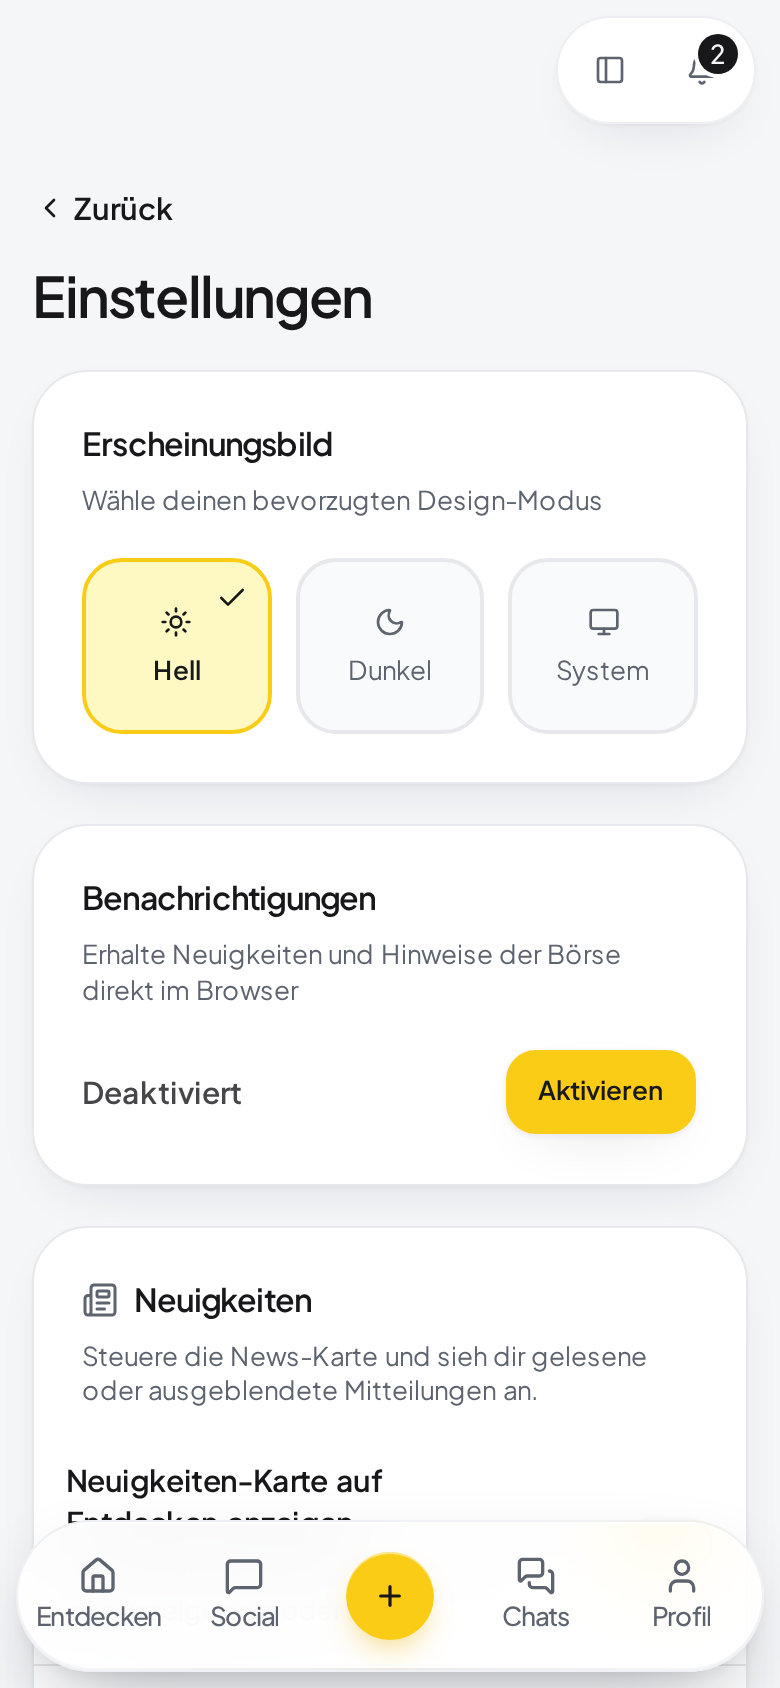 2
Zurück
Einstellungen
Erscheinungsbild
Wähle deinen bevorzugten Design-Modus
Hell
Dunkel
System
Benachrichtigungen
Erhalte Neuigkeiten und Hinweise der Börse
direkt im Browser
Deaktiviert
Aktivieren
Neuigkeiten
Steuere die News-Karte und sieh dir gelesene
oder ausgeblendete Mitteilungen an.
Neuigkeiten-Karte auf
Entdecken anzeigen
Entdecken
Social
Chats
Profil